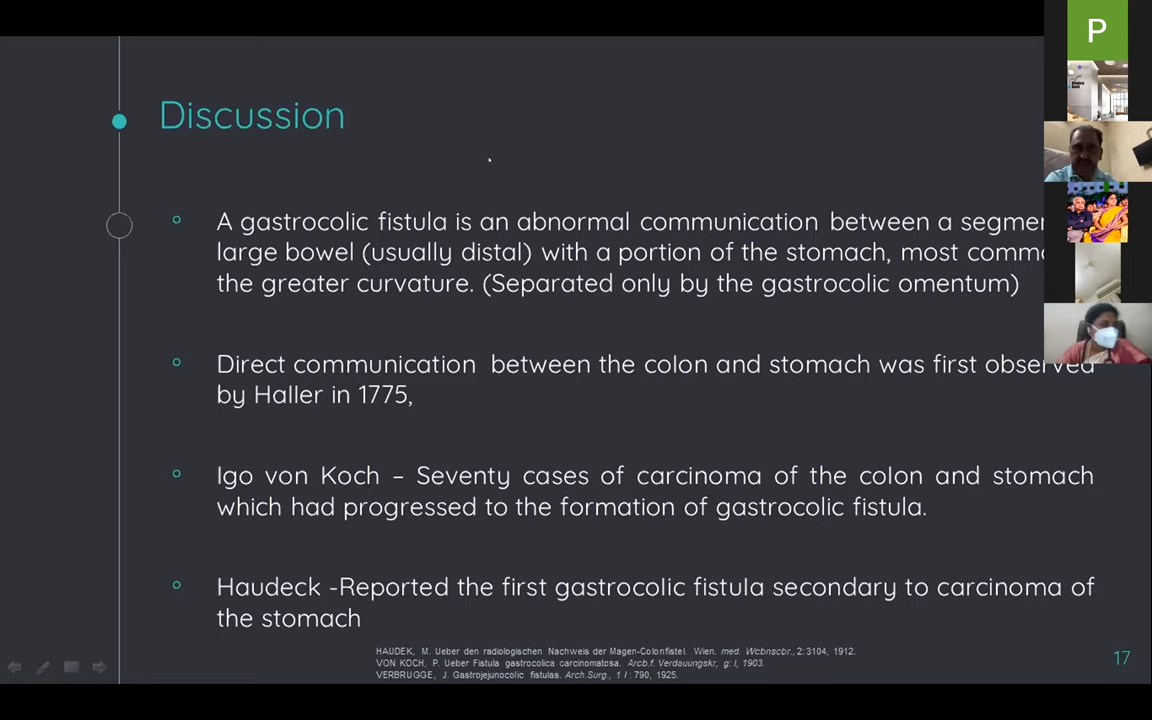 Discussion
P
A gastrocolic fistula is an abnormal communication between a
large bowel (usually distal) with a portion of the stomach, most
the greater curvature. (Separated only by the gastrocolic omentum)
Direct communication between the colon and stomach was first observed
by Haller in 1775,
Igo von Koch – Seventy cases of carcinoma of the colon and stomach
which had progressed to the formation of gastrocolic fistula.
Haudeck -Reported the first gastrocolic fistula secondary to carcinoma of
the stomach
HAUDEK, M. Ueber den radiologischen Nachweis der Magen-Colonfistel. Wien. med. Wcbnscbr., 2: 3104, 1912.
VON KOCH, P. Ueber Fistula gastrocolica carcinomatosa. Arcb.f. Verdauungskr, g: I, 1903.
VERBRUGGE, J. Gastrojejunocolic fistulas. Arch.Surg., 1 I : 790, 1925.
17